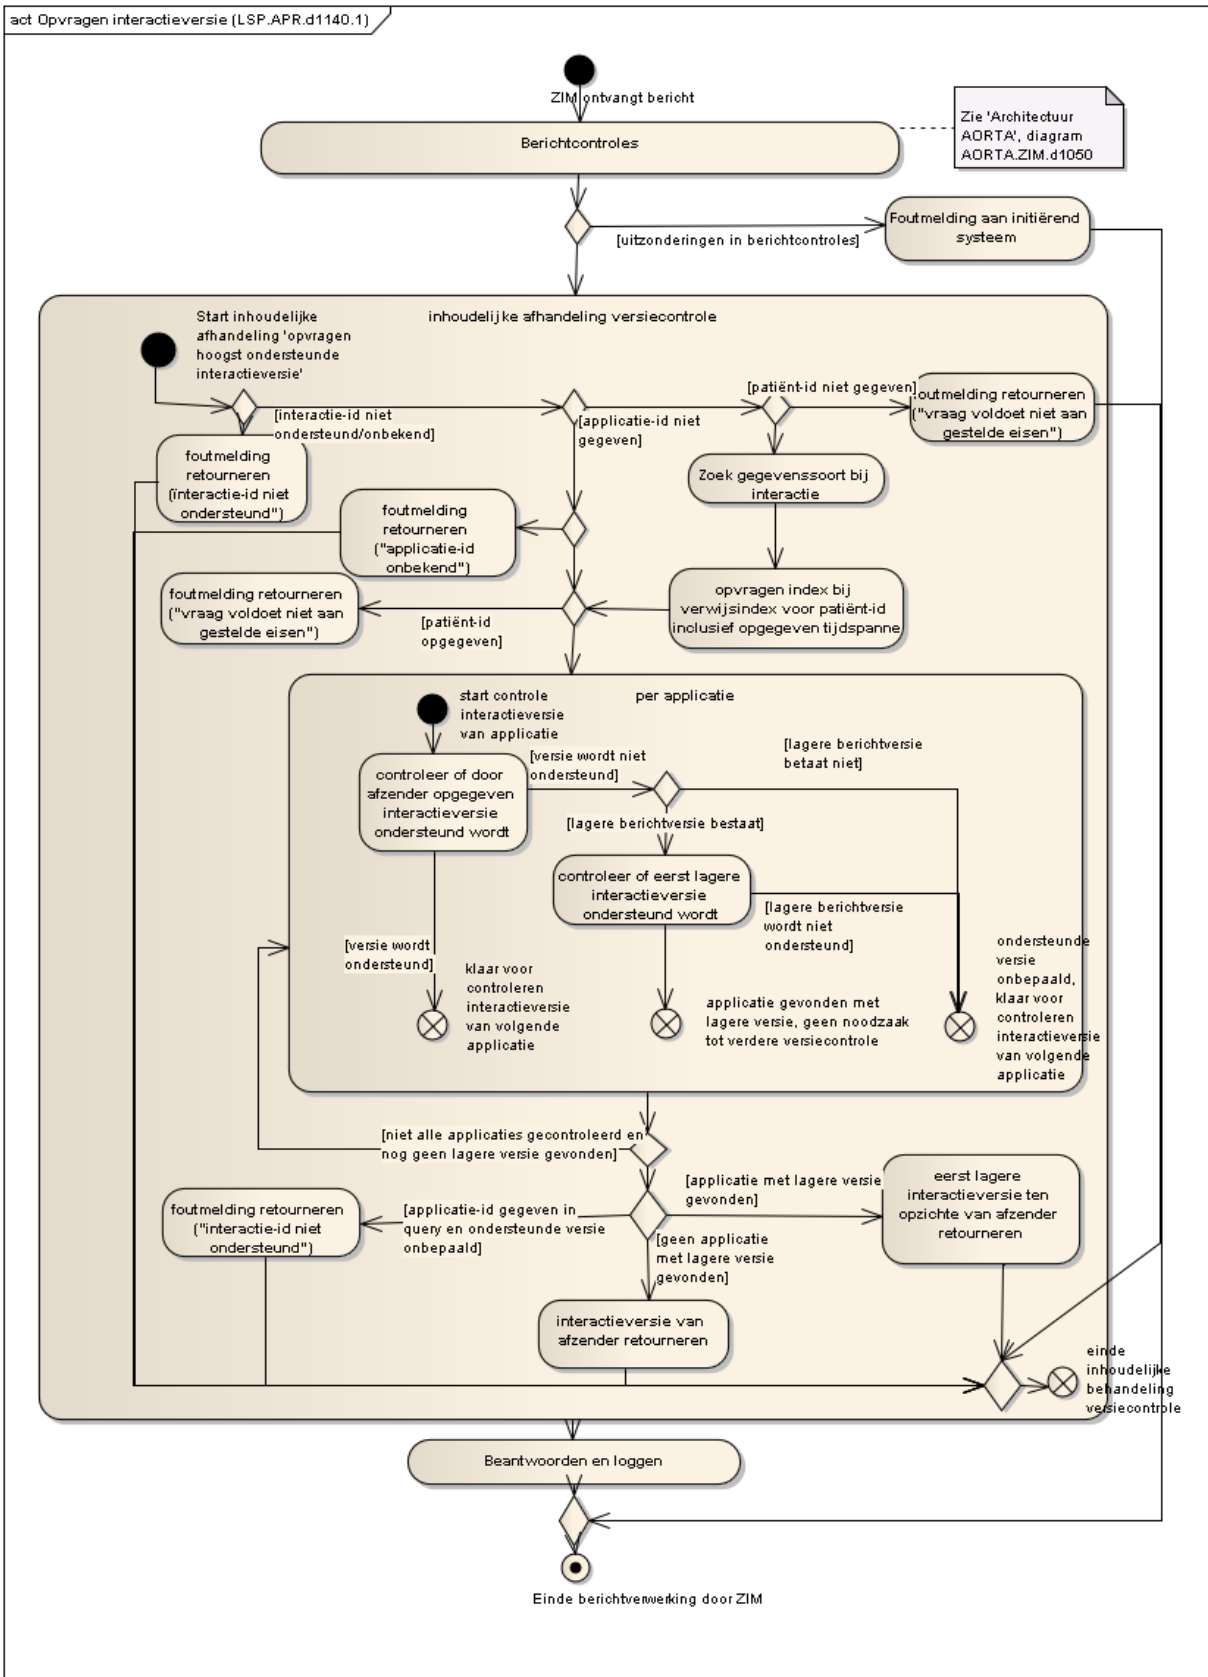 act Opvragen interactieversie (LSP.APR.d1140.1)
ZIM ontvangt bericht
Berichtcontroles
Zie 'Architectuur
AORTA', diagram
AORTA.ZIM.d1050
Foutmelding aan initiërend
systeem
[uitzonderingen in berichtcontroles]
Start inhoudelijke
afhandeling 'opvragen
hoogst ondersteunde
interactieversie'
inhoudelijke afhandeling versiecontrole
[interactie-id niet
ondersteund/onbekend]
[applicatie-id niet
gegeven]
[patiënt-id niet gegeven]
foutmelding retourneren
("vraag voldoet niet aan
gestelde eisen")
foutmelding
retourneren
(ïnteractie-id niet
ondersteund")
Zoek gegevenssoort bij
interactie
foutmelding
retourneren
("applicatie-id
onbekend")
foutmelding retourneren
("vraag voldoet niet aan
gestelde eisen")
[patiënt-id
opgegeven]
opvragen index bij
verwijsindex voor patiënt-id
inclusief opgegeven tijdspanne
per applicatie
start controle
interactieversie
van applicatie
controleer of door
afzender opgegeven
interactieversie
ondersteund wordt
[versie wordt niet
ondersteund]
[lagere berichtversie
betaat niet]
[lagere berichtversie bestaat]
controleer of eerst lagere
interactieversie
ondersteund wordt
[lagere berichtversie
wordt niet
ondersteund]
[versie wordt
ondersteund]
klaar voor
controleren
interactieversie
van volgende
applicatie
applicatie gevonden met
lagere versie, geen noodzaak
tot verdere versiecontrole
ondersteunde
versie
onbepaald,
klaar voor
controleren
interactieversie
van volgende
applicatie
[niet alle applicaties gecontroleerd en
nog geen lagere versie gevonden]
[applicatie met lagere versie
gevonden]
eerst lagere
interactieversie ten
opzichte van afzender
retourneren
foutmelding retourneren
("interactie-id niet
ondersteund")
[applicatie-id gegeven in
query en ondersteunde versie
onbepaald]
[geen applicatie
met lagere versie
gevonden]
interactieversie van
afzender retourneren
einde
inhoudelijke
behandeling
versiecontrole
Beantwoorden en loggen
Einde berichtverwerking door ZIM